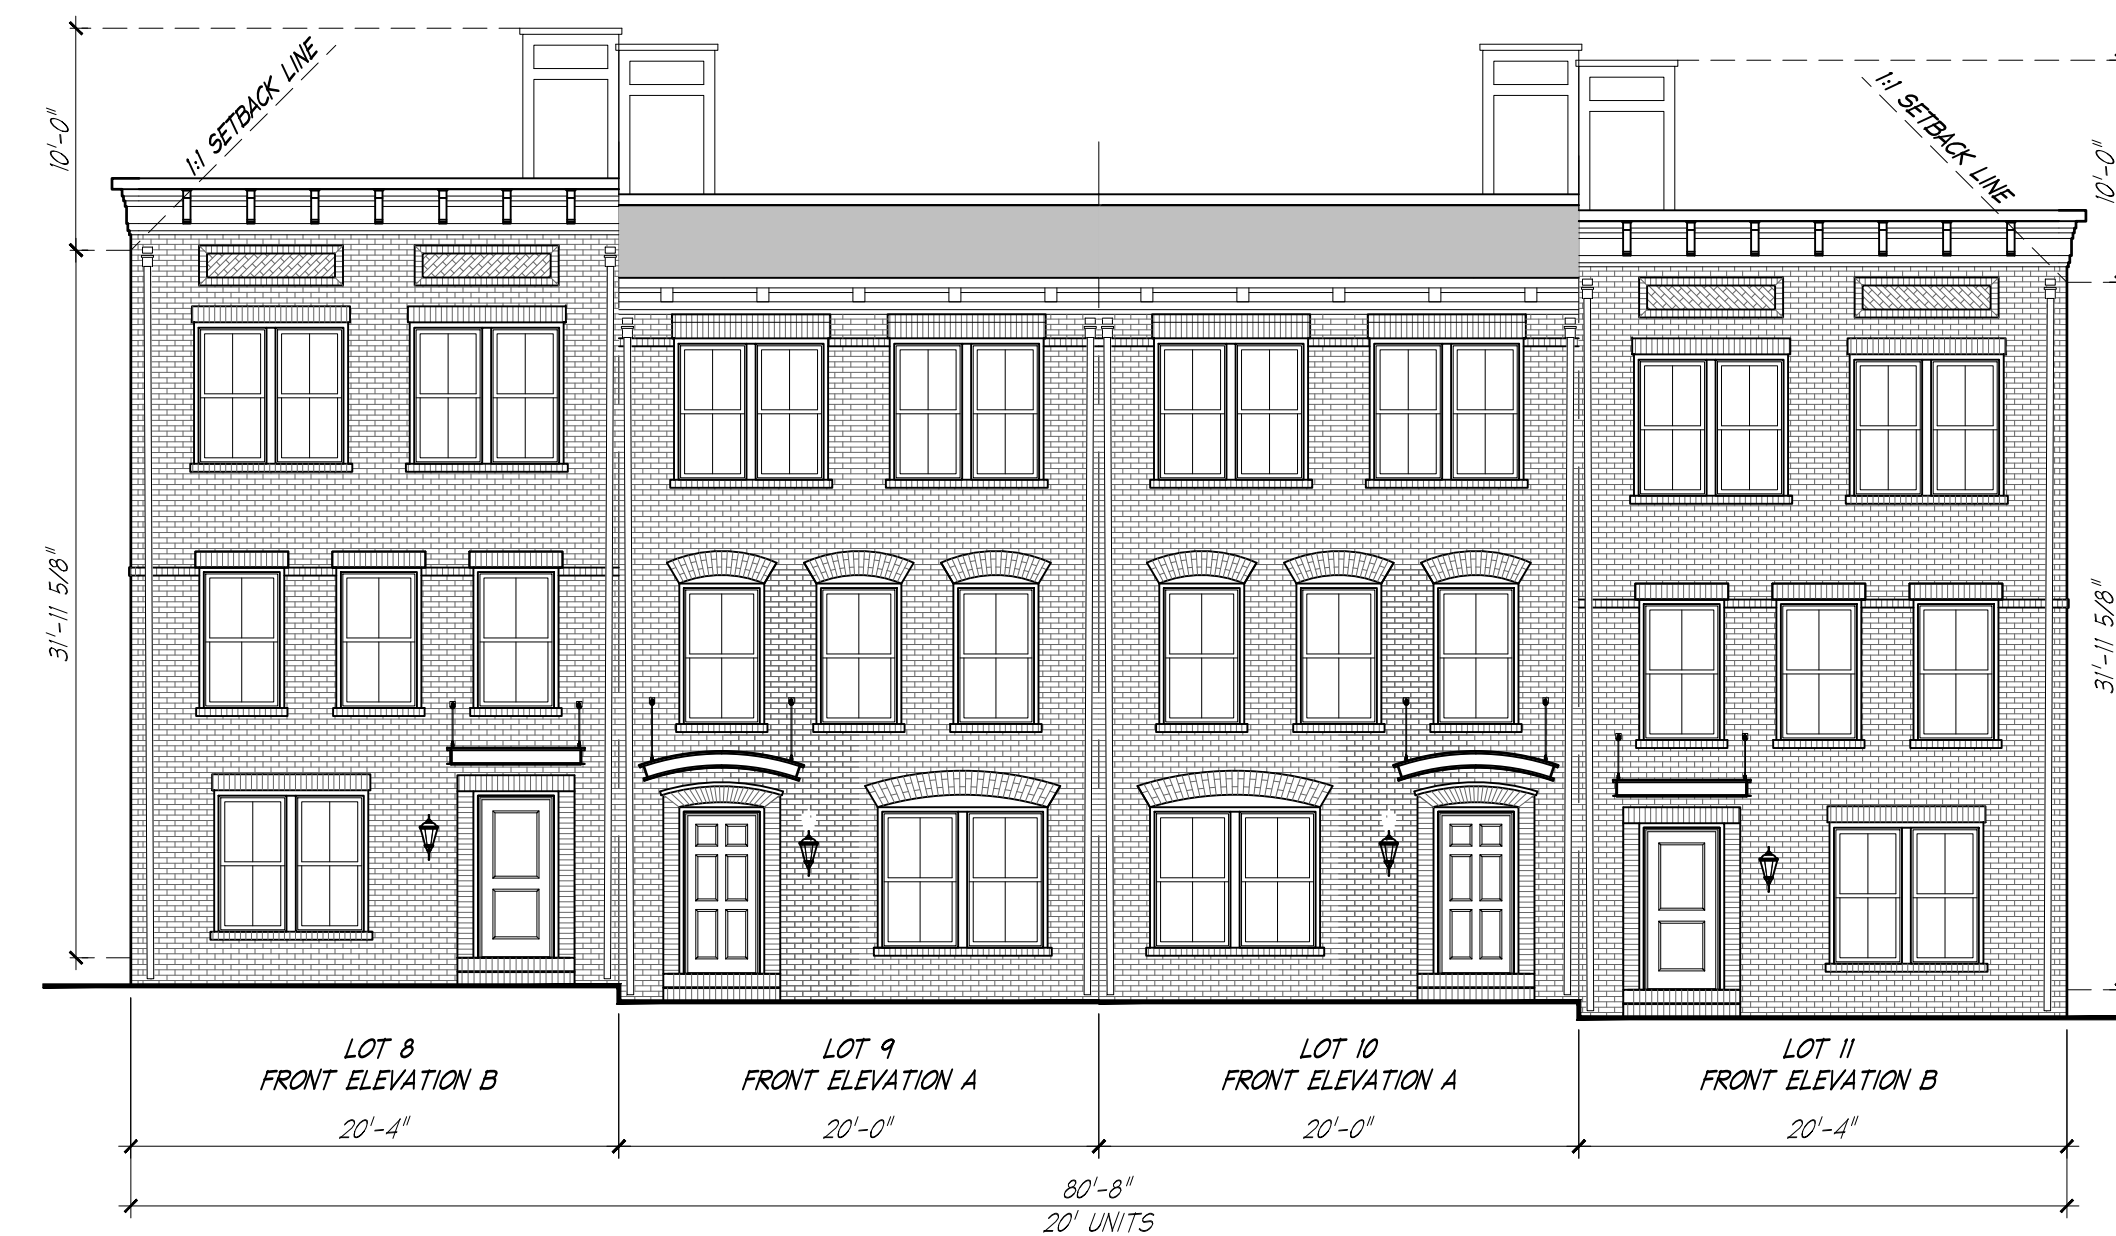 1:1 SETBACK LINE
1:1 SETBACK LINE
10'-0"
10'-0"
31'-11 5/8"
31'-11 5/8"
LOT 8
FRONT ELEVATION B
LOT 9
FRONT ELEVATION A
LOT 10
FRONT ELEVATION A
LOT 11
FRONT ELEVATION B
20'-4"
20'-0"
20'-0"
20'-4"
80'-8"
20' UNITS